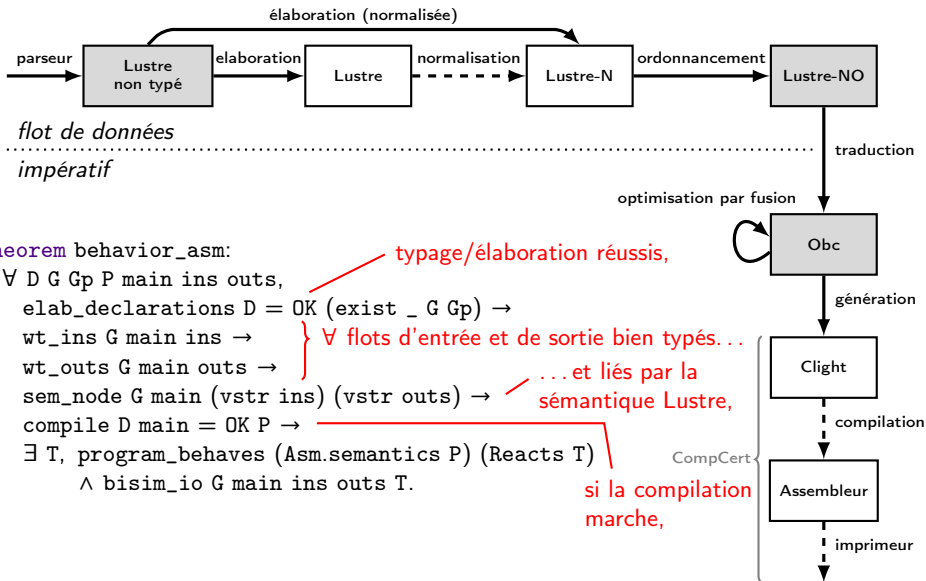 élaboration (normalisée)
parseur
Lustre
non typé
elaboration
Lustre
normalisation
Lustre-N
ordonnancement
Lustre-NO
flot de données
impératif
traduction
optimisation par fusion
Obc
génération
eorem behavior_asm:
∀ D G Gp P main ins outs,
elab_declarations D = OK (exist _ G Gp) →
wt_ins G main ins →
wt_outs G main outs →
sem_node G main (vstr ins) (vstr outs) →
compile D main = OK P →
∃ T, program_behaves (Asm.semantics P) (Reacts T)
∧ bisim_io G main ins outs T.
typage/élaboration réussis,
∀ flots d'entrée et de sortie bien typés...
...et liés par la
sémantique Lustre,
si la compilation
marche,
CompCert
Clight
compilation
Assembleur
imprimeur